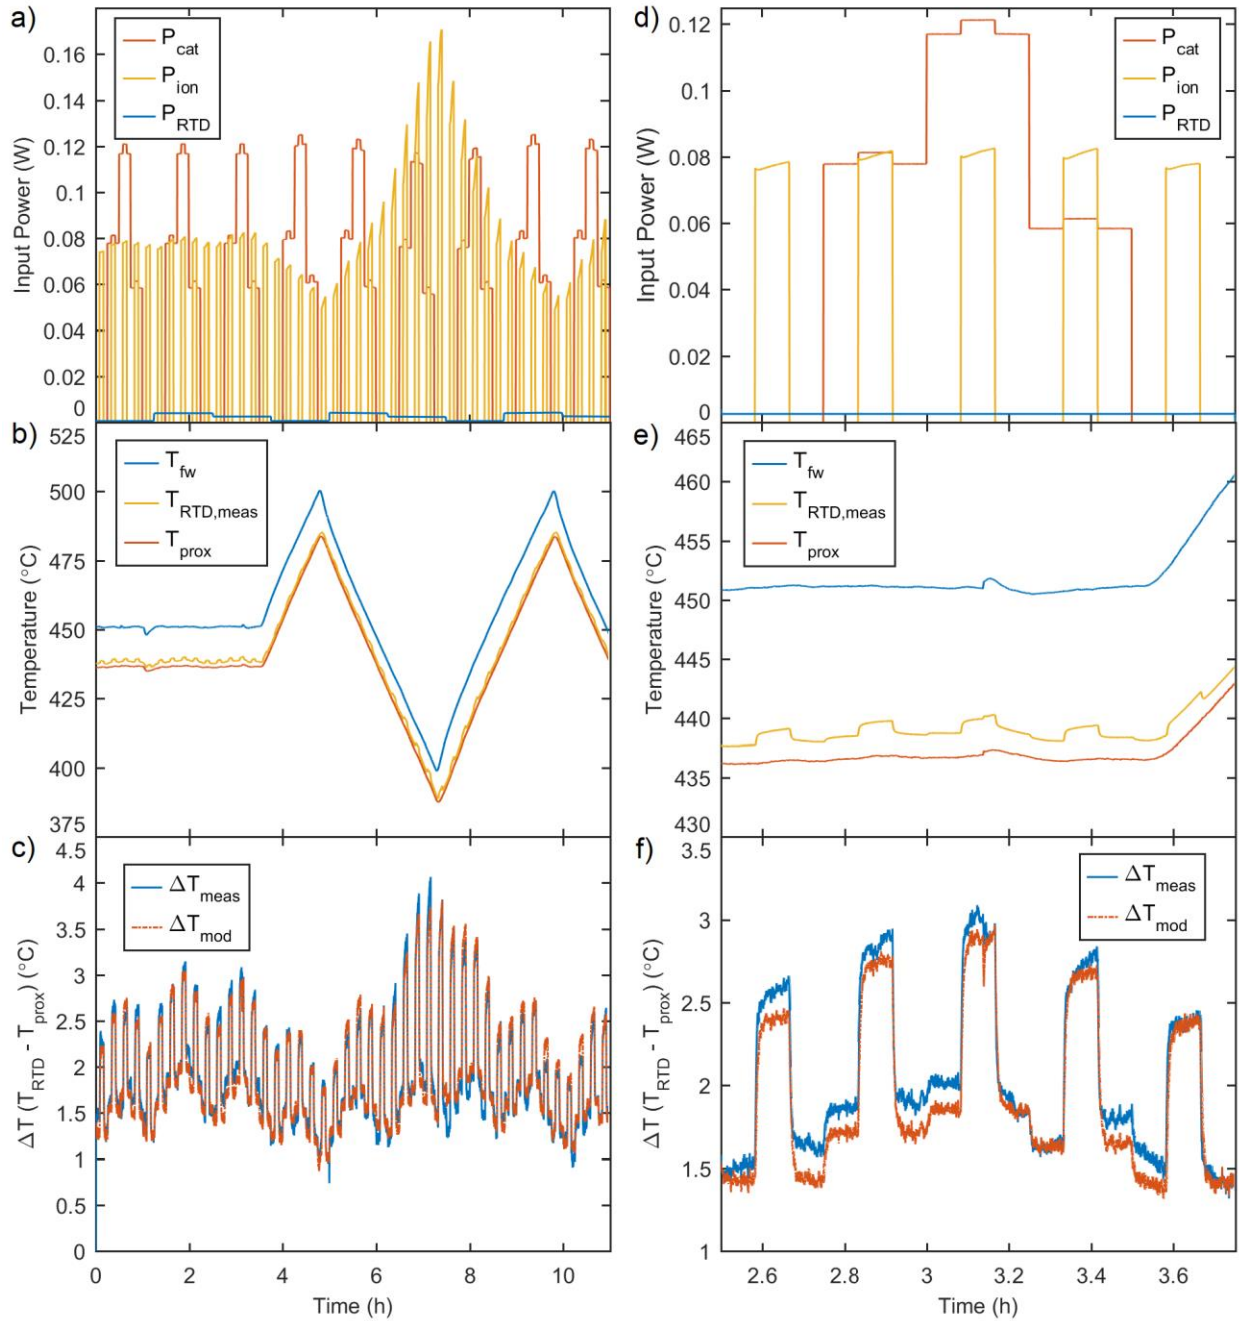 a)
P_cat
P_ion
P_RTD
0.16
0.14
0.12
0.1
0.08
0.06
0.04
0.02
0
Input Power (W)
b)
T_fw
T_RTD,meas
T_prox
525
500
475
450
425
400
375
Temperature (°C)
c)
ΔT_meas
ΔT_mod
4.5
4
3.5
3
2.5
2
1.5
1
0.5
0
ΔT (T_RTD - T_prox) (°C)
0 2 4 6 8 10
Time (h)
d)
P_cat
P_ion
P_RTD
0.12
0.1
0.08
0.06
0.04
0.02
0
Input Power (W)
e)
T_fw
T_RTD,meas
T_prox
465
460
455
450
445
440
435
430
Temperature (°C)
f)
ΔT_meas
ΔT_mod
3.5
3
2.5
2
1.5
1
ΔT (T_RTD - T_prox) (°C)
2.6 2.8 3 3.2 3.4 3.6
Time (h)